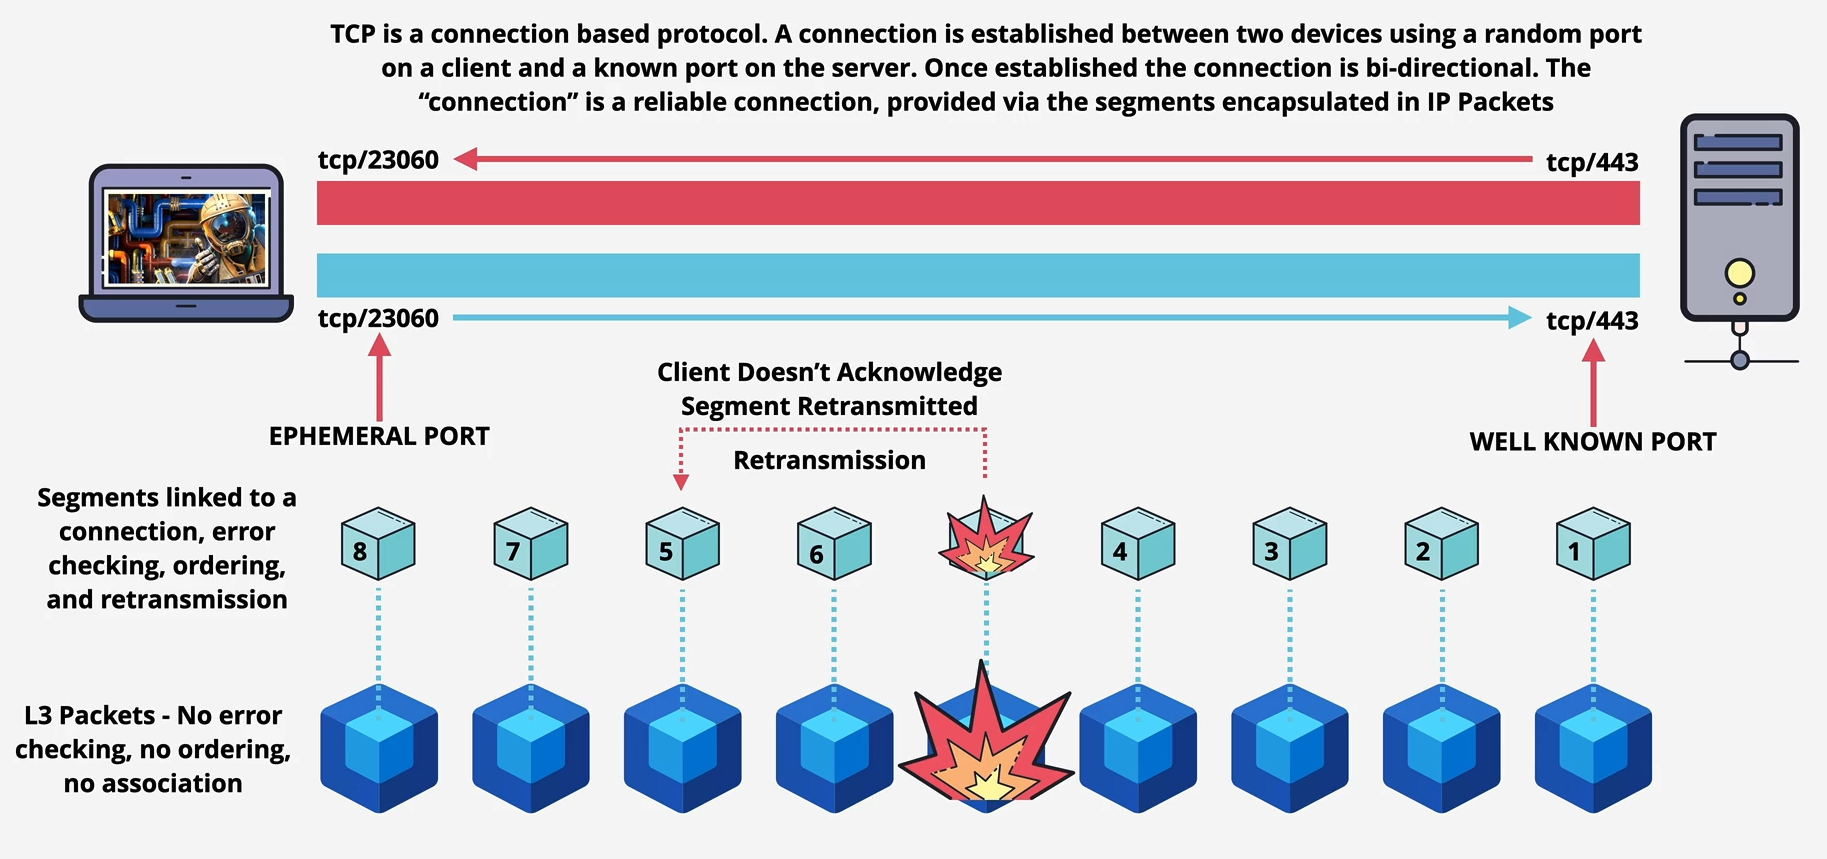 TCP is a connection based protocol. A connection is established between two devices using a random port
on a client and a known port on the server. Once established the connection is bi-directional. The
“connection” is a reliable connection, provided via the segments encapsulated in IP Packets
tcp/23060
tcp/443
tcp/23060
tcp/443
EPHEMERAL PORT
WELL KNOWN PORT
Client Doesn’t Acknowledge
Segment Retransmitted
Retransmission
Segments linked to a
connection, error
checking, ordering,
and retransmission
8
7
5
6
4
3
2
1
L3 Packets - No error
checking, no ordering,
no association